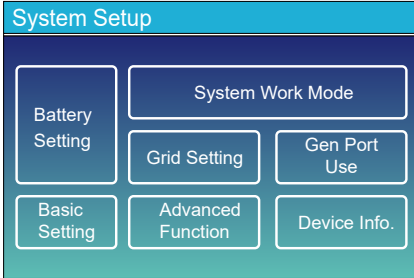 System Setup
Battery
Setting
System Work Mode
Grid Setting
Gen Port
Use
Basic
Setting
Advanced
Function
Device Info.